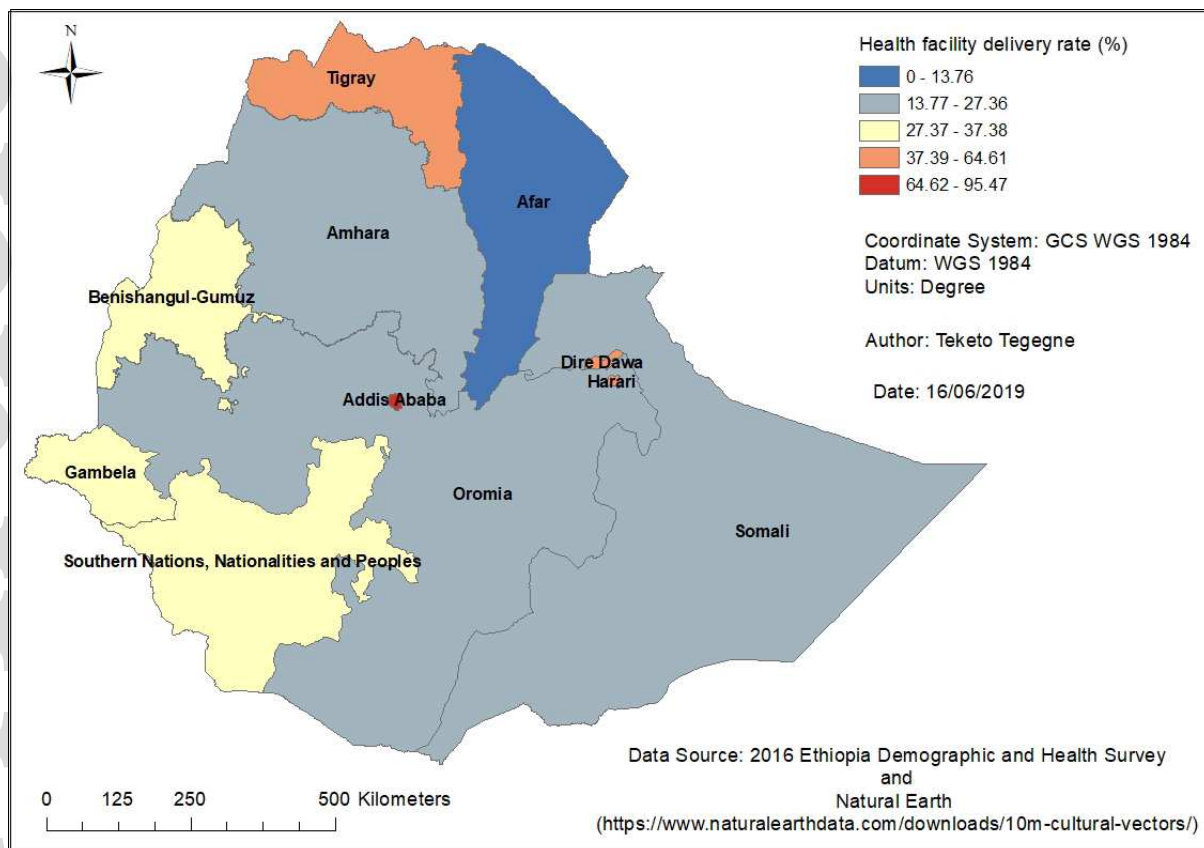 N
Health facility delivery rate (%)
0 - 13.76
13.77 - 27.36
27.37 - 37.38
37.39 - 64.61
64.62 - 95.47
Tigray
Afar
Amhara
Benishangul-Gumuz
Dire Dawa
Harari
Addis Ababa
Gambela
Oromia
Somali
Southern Nations, Nationalities and Peoples
Coordinate System: GCS WGS 1984
Datum: WGS 1984
Units: Degree
Author: Teketo Tegegne
Date: 16/06/2019
Data Source: 2016 Ethiopia Demographic and Health Survey
and
Natural Earth
(https://www.naturalearthdata.com/downloads/10m-cultural-vectors/)
0 125 250 500 Kilometers